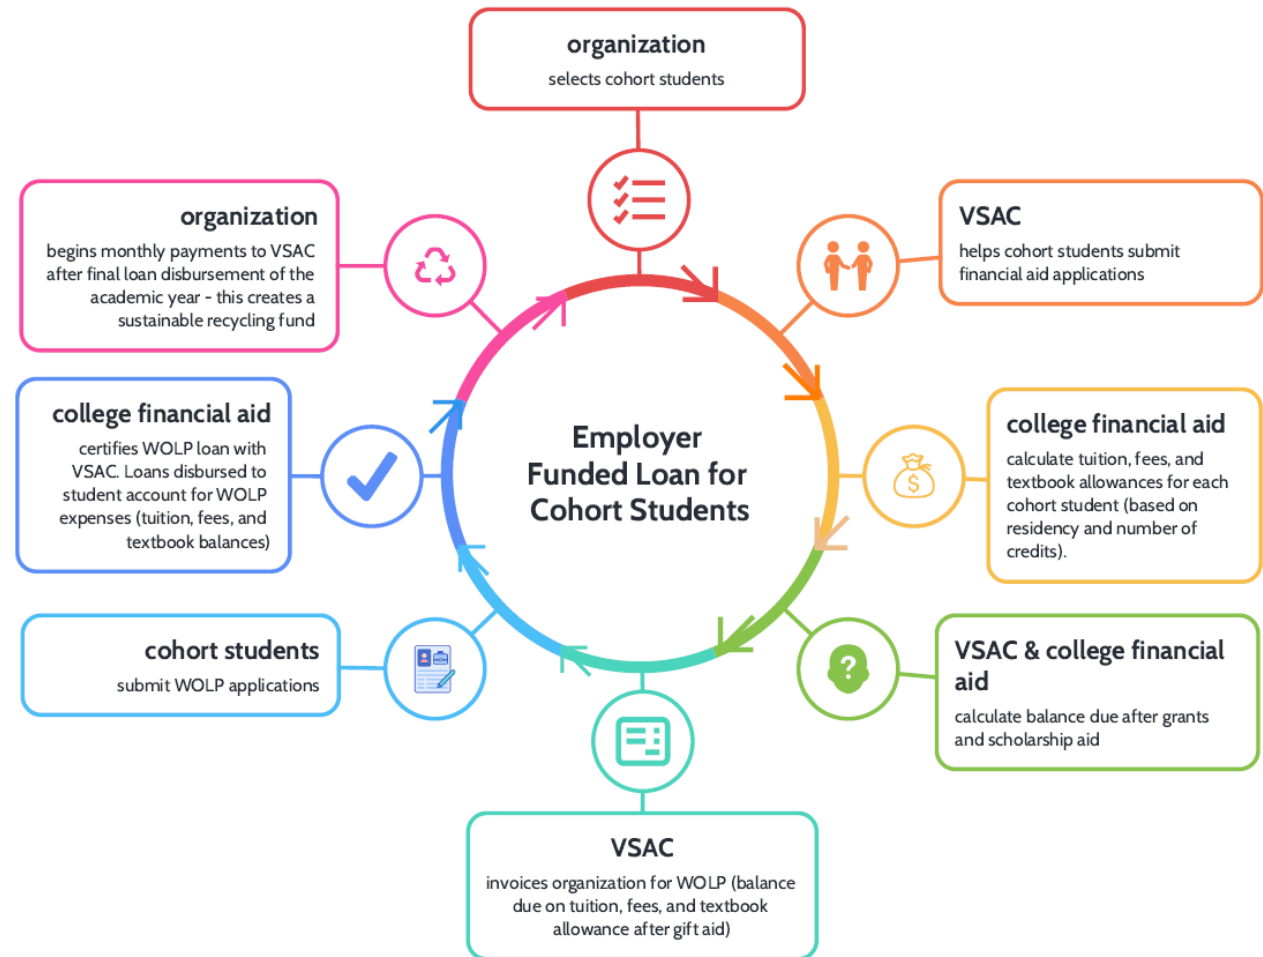 organization
selects cohort students
VSAC
helps cohort students submit
financial aid applications
college financial aid
calculate tuition, fees, and
textbook allowances for each
cohort student (based on
residency and number of
credits).
VSAC & college financial
aid
calculate balance due after grants
and scholarship aid
VSAC
invoices organization for WOLP (balance
due on tuition, fees, and textbook
allowance after gift aid)
cohort students
submit WOLP applications
college financial aid
certifies WOLP loan with
VSAC. Loans disbursed to
student account for WOLP
expenses (tuition, fees, and
textbook balances)
organization
begins monthly payments to VSAC
after final loan disbursement of the
academic year - this creates a
sustainable recycling fund
Employer
Funded Loan for
Cohort Students
$
?